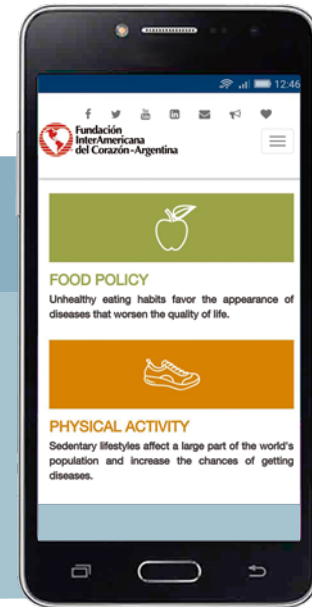 12:46
Fundación
InterAmericana
del Corazón-Argentina
FOOD POLICY
Unhealthy eating habits favor the appearance of
diseases that worsen the quality of life.
PHYSICAL ACTIVITY
Sedentary lifestyles affect a large part of the world's
population and increase the chances of getting
diseases.